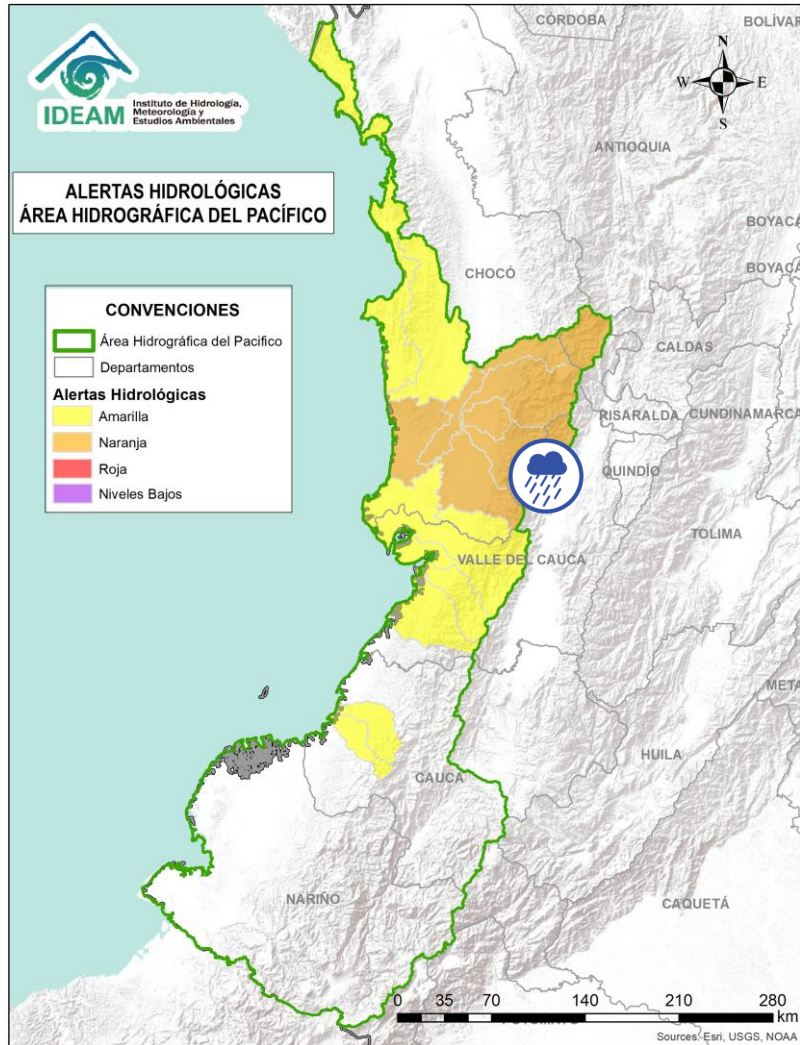 CÓRDOBA
BOLÍVAR
IDEAM
Instituto de Hidrología,
Meteorología y
Estudios Ambientales
N
W
E
S
ANTIOQUIA
ALERTAS HIDROLÓGICAS
ÁREA HIDROGRÁFICA DEL PACÍFICO
BOYACÁ
CHOCÓ
BOYACÁ
CONVENCIONES
Área Hidrográfica del Pacifico
Departamentos
Alertas Hidrológicas
Amarilla
Naranja
Roja
Niveles Bajos
CALDAS
RISARALDA
CUNDINAMARCA
QUINDÍO
TOLIMA
VALLE DEL CAUCA
META
HUILA
CAUCA
NARIÑO
CAQUETÁ
0 35 70 140 210 280
km
Sources: Esri, USGS, NOAA